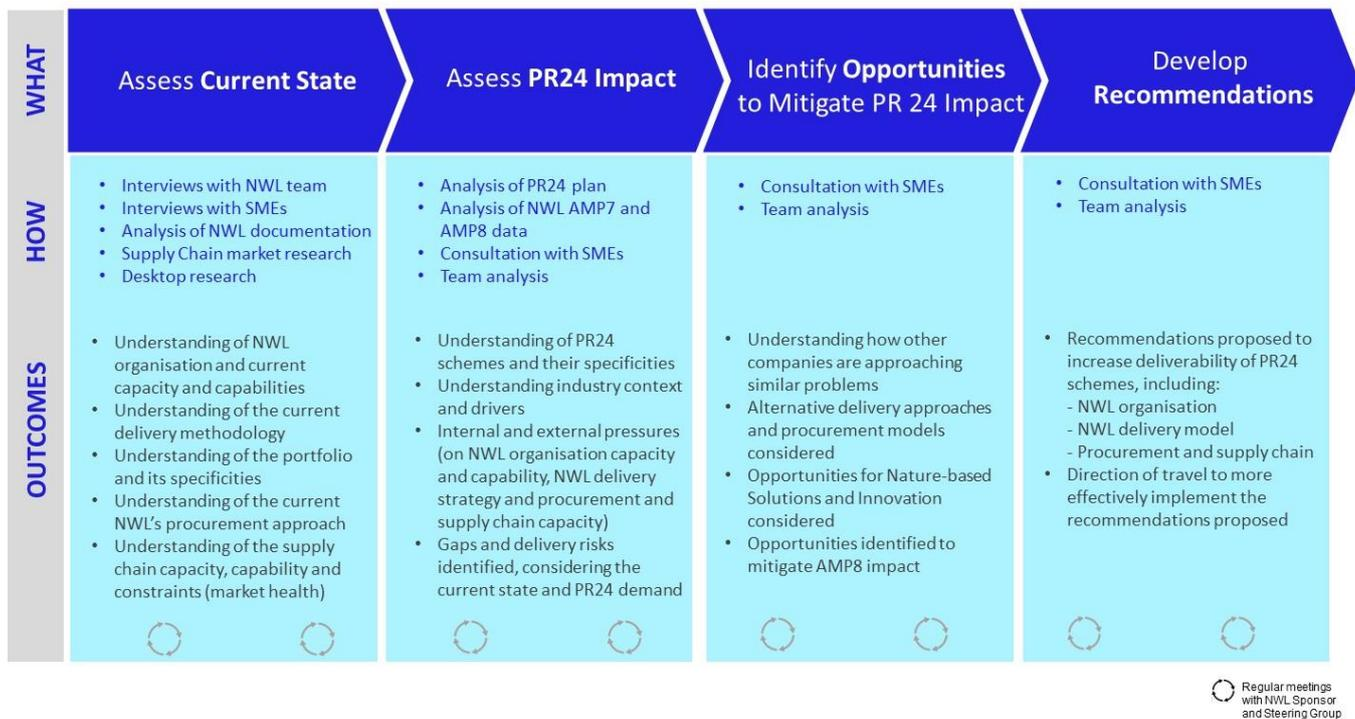 WHAT
Assess Current State
Assess PR24 Impact
Identify Opportunities
to Mitigate PR 24 Impact
Develop
Recommendations
HOW
• Interviews with NWL team
• Interviews with SMEs
• Analysis of NWL documentation
• Supply Chain market research
• Desktop research
• Analysis of PR24 plan
• Analysis of NWL AMP7 and
AMP8 data
• Consultation with SMEs
• Team analysis
• Consultation with SMEs
• Team analysis
• Consultation with SMEs
• Team analysis
OUTCOMES
• Understanding of NWL
organisation and current
capacity and capabilities
• Understanding of the current
delivery methodology
• Understanding of the portfolio
and its specificities
• Understanding of the current
NWL's procurement approach
• Understanding of the supply
chain capacity, capability and
constraints (market health)
• Understanding of PR24
schemes and their specificities
• Understanding industry context
and drivers
• Internal and external pressures
(on NWL organisation capacity
and capability, NWL delivery
strategy and procurement and
supply chain capacity)
• Gaps and delivery risks
identified, considering the
current state and PR24 demand
• Understanding how other
companies are approaching
similar problems
• Alternative delivery approaches
and procurement models
considered
• Opportunities for Nature-based
Solutions and Innovation
considered
• Opportunities identified to
mitigate AMP8 impact
• Recommendations proposed to
increase deliverability of PR24
schemes, including:
- NWL organisation
- NWL delivery model
- Procurement and supply chain
• Direction of travel to more
effectively implement the
recommendations proposed
Regular meetings
with NWL Sponsor
and Steering Group